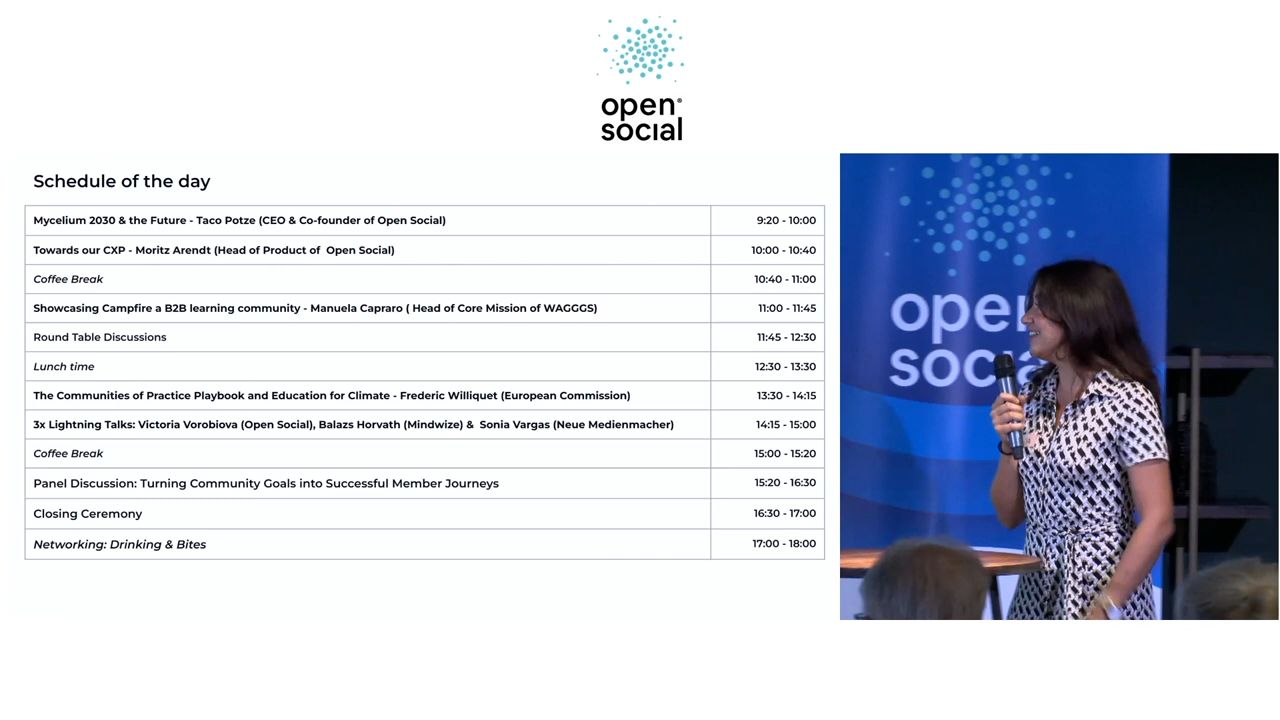 open®
social
Schedule of the day
Mycelium 2030 & the Future - Taco Potze (CEO & Co-founder of Open Social) 9:20 - 10:00
Towards our CXP - Moritz Arendt (Head of Product of Open Social) 10:00 - 10:40
Coffee Break 10:40 - 11:00
Showcasing Campfire a B2B learning community - Manuela Capraro ( Head of Core Mission of WAGGGS) 11:00 - 11:45
Round Table Discussions 11:45 - 12:30
Lunch time 12:30 - 13:30
The Communities of Practice Playbook and Education for Climate - Frederic Williquet (European Commission) 13:30 - 14:15
3x Lightning Talks: Victoria Vorobiova (Open Social), Balazs Horvath (Mindwize) & Sonia Vargas (Neue Medienmacher) 14:15 - 15:00
Coffee Break 15:00 - 15:20
Panel Discussion: Turning Community Goals into Successful Member Journeys 15:20 - 16:30
Closing Ceremony 16:30 - 17:00
Networking: Drinking & Bites 17:00 - 18:00
open
social